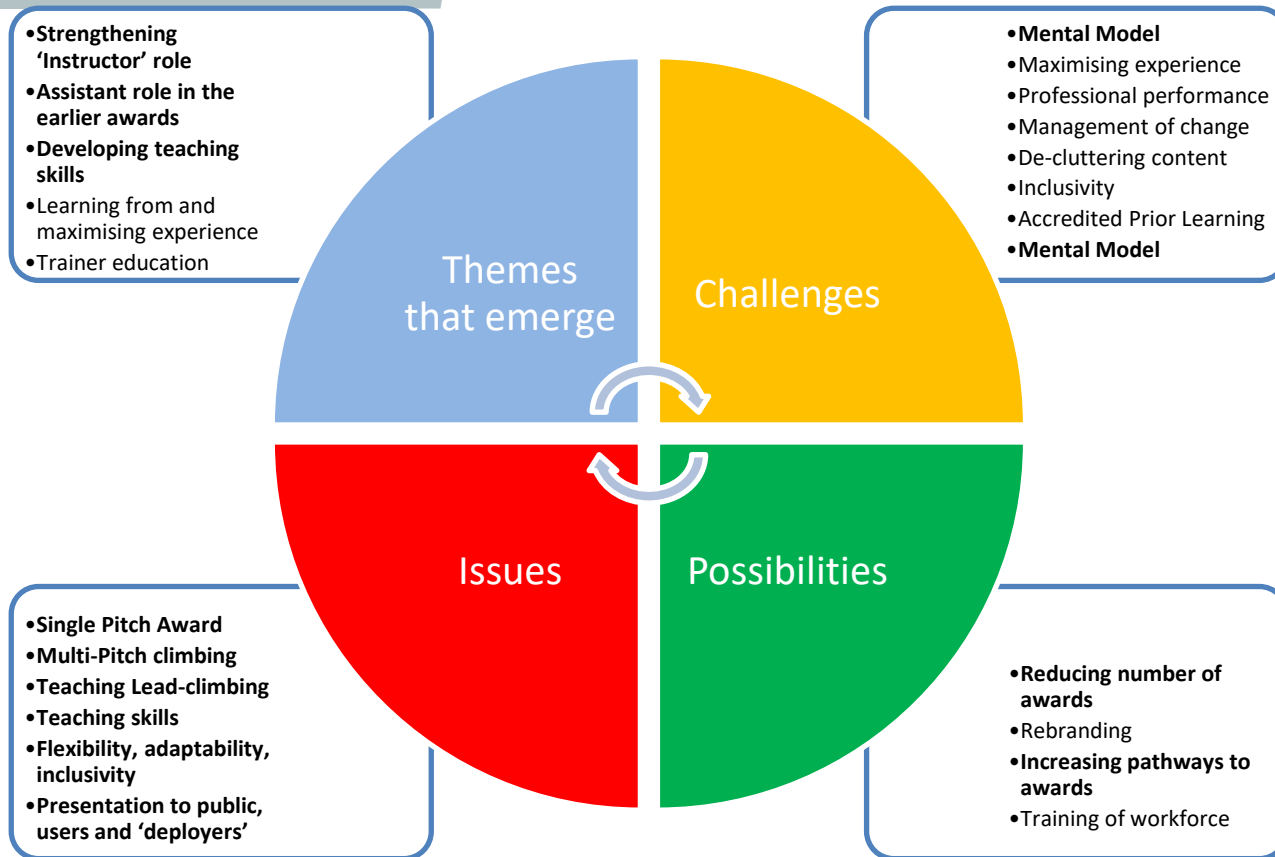 •Strengthening
‘Instructor’ role
•Assistant role in the
earlier awards
•Developing teaching
skills
•Learning from and
maximising experience
•Trainer education
•Mental Model
•Maximising experience
•Professional performance
•Management of change
•De-cluttering content
•Inclusivity
•Accredited Prior Learning
•Mental Model
Themes
that emerge
Challenges
Issues
Possibilities
•Single Pitch Award
•Multi-Pitch climbing
•Teaching Lead-climbing
•Teaching skills
•Flexibility, adaptability,
inclusivity
•Presentation to public,
users and ‘deployers’
•Reducing number of
awards
•Rebranding
•Increasing pathways to
awards
•Training of workforce